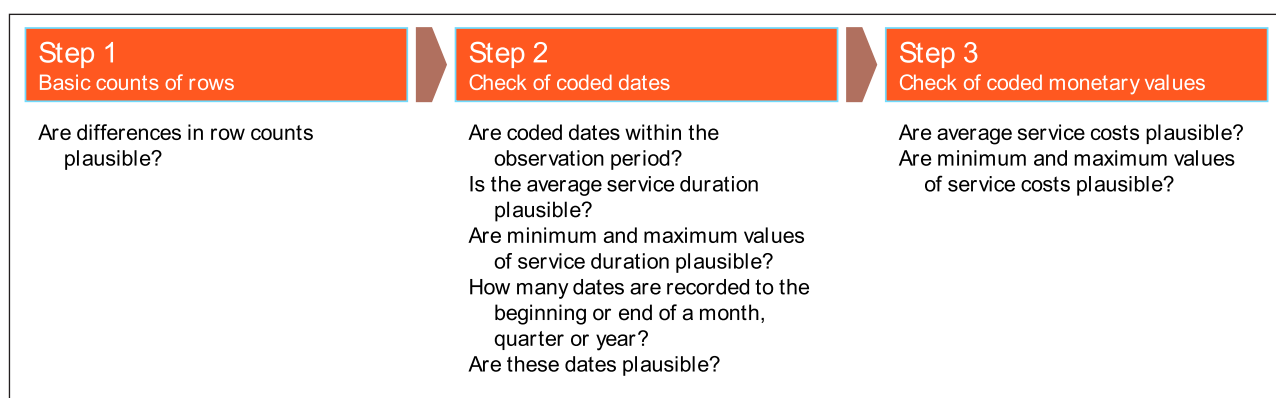 Step 1
Basic counts of rows
Are differences in row counts
plausible?
Step 2
Check of coded dates
Are coded dates within the
observation period?
Is the average service duration
plausible?
Are minimum and maximum values
of service duration plausible?
How many dates are recorded to the
beginning or end of a month,
quarter or year?
Are these dates plausible?
Step 3
Check of coded monetary values
Are average service costs plausible?
Are minimum and maximum values
of service costs plausible?